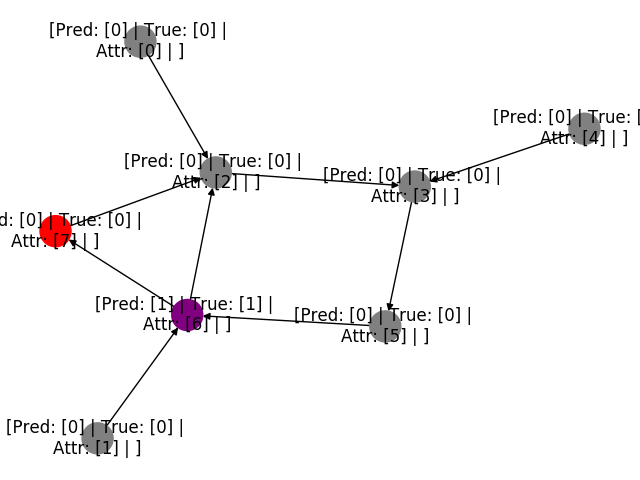 [Pred: [0] | True: [0] |
Attr: [0] | ]
[Pred: [0] | True: [
Attr: [4] | ]
[Pred: [0] | True: [0] |
Attr: [2] | ]
[Pred: [0] | True: [0] |
Attr: [3] | ]
d: [0] | True: [0] |
Attr: [7] | ]
[Pred: [1] | True: [1] |
Attr: [6] | ]
[Pred: [0] | True: [0] |
Attr: [5] | ]
[Pred: [0] | True: [0] |
Attr: [1] | ]